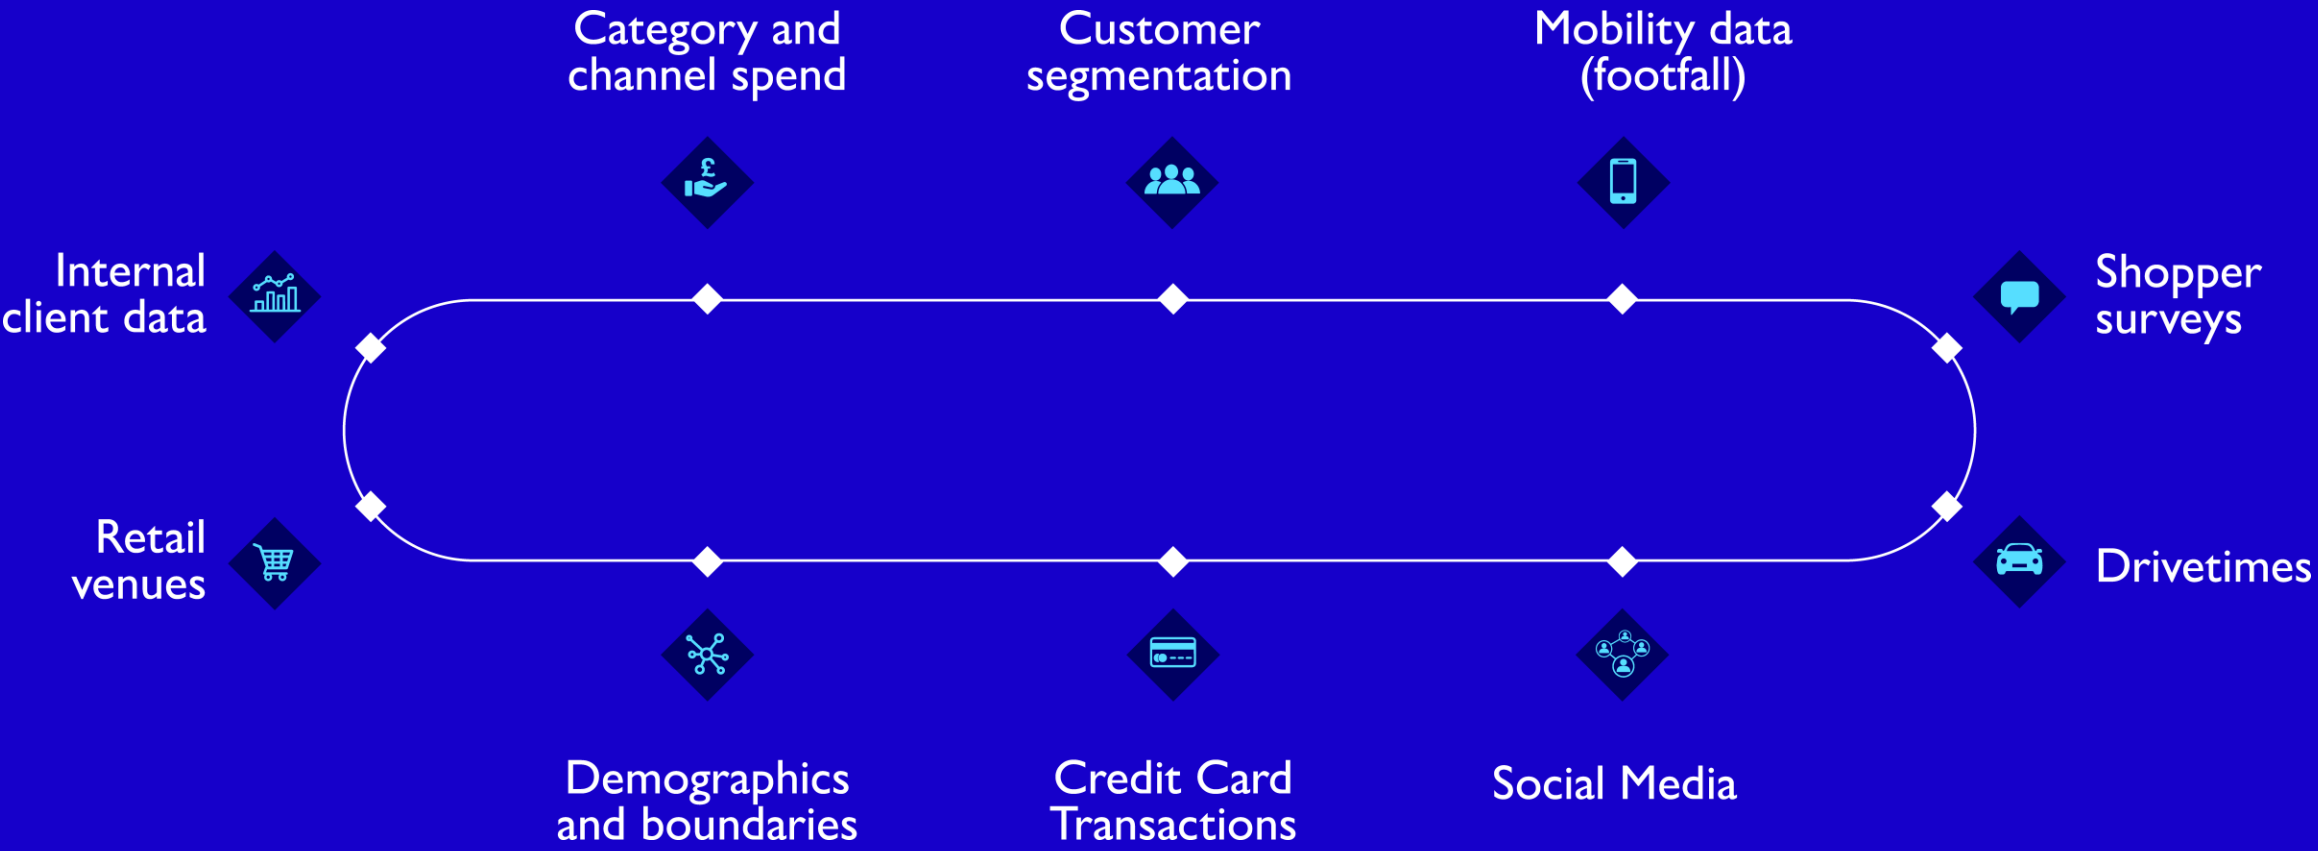 Category and
channel spend
Customer
segmentation
Mobility data
(footfall)
Internal
client data
£
Shopper
surveys
Retail
venues
Drivetimes
Demographics
and boundaries
Credit Card
Transactions
Social Media